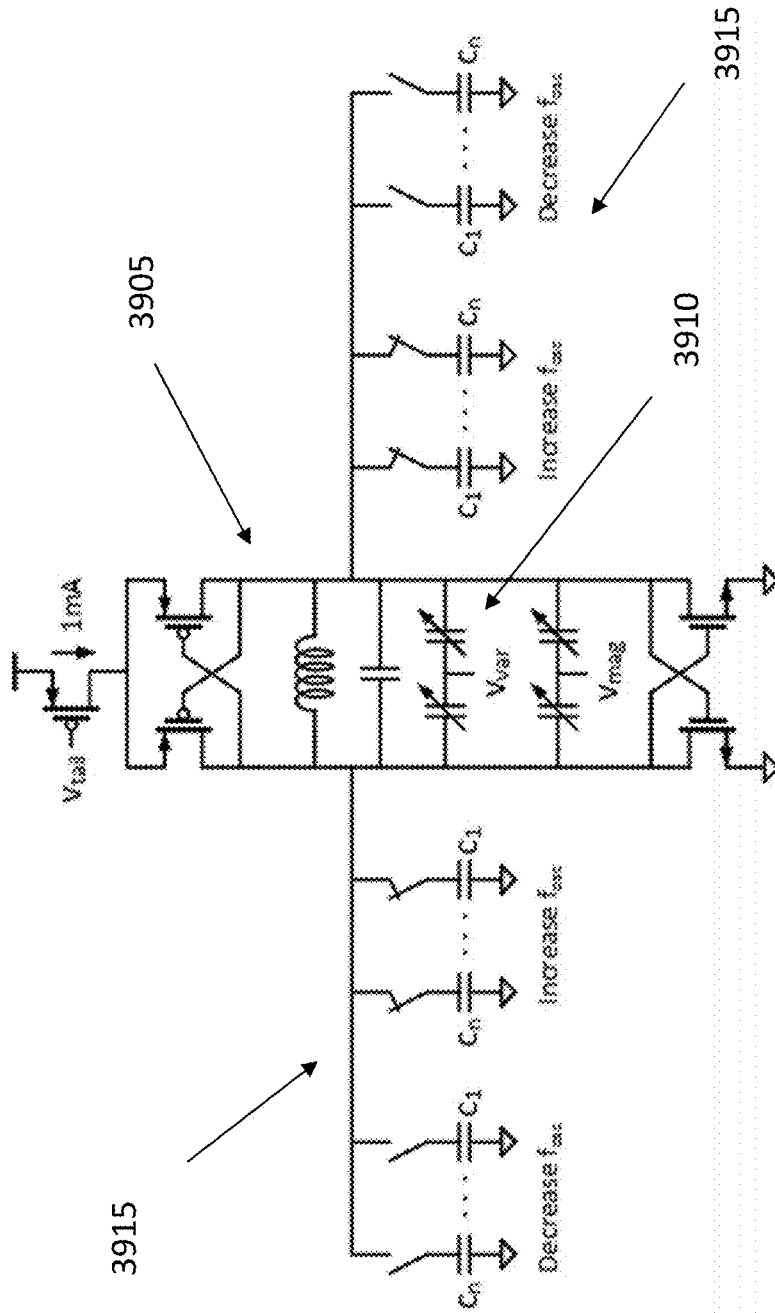 V_tail
1mA
3905
3915
3915
3910
C_n . . . C_1
Decrease f_osc
C_n . . . C_1
Increase f_osc
V_var
V_mag
C_1 . . . C_n
Increase f_osc
C_1 . . . C_n
Decrease f_osc